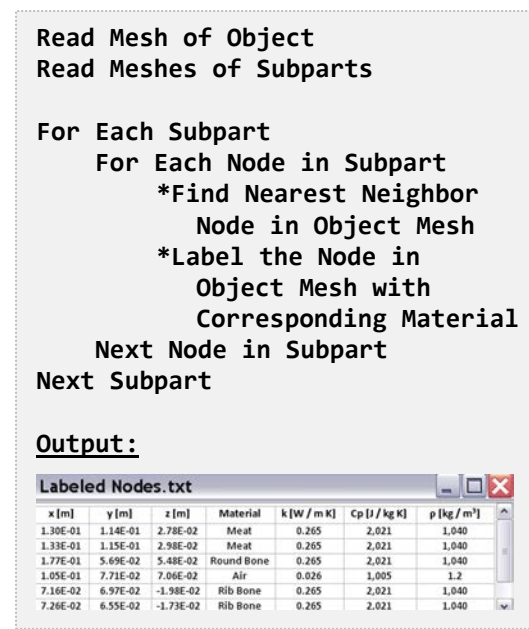 Read Mesh of Object
Read Meshes of Subparts
For Each Subpart
For Each Node in Subpart
*Find Nearest Neighbor
Node in Object Mesh
*Label the Node in
Object Mesh with
Corresponding Material
Next Node in Subpart
Next Subpart
Output:
Labeled Nodes.txt
x [m] y [m] z [m] Material k [W / m K] Cp [J / kg K] ρ [kg / m³]
1.30E-01 1.14E-01 2.78E-02 Meat 0.265 2,021 1,040
1.33E-01 1.15E-01 2.98E-02 Meat 0.265 2,021 1,040
1.77E-01 5.69E-02 5.48E-02 Round Bone 0.265 2,021 1,040
1.05E-01 7.71E-02 7.06E-02 Air 0.026 1,005 1.2
7.16E-02 6.97E-02 -1.98E-02 Rib Bone 0.265 2,021 1,040
7.26E-02 6.55E-02 -1.73E-02 Rib Bone 0.265 2,021 1,040